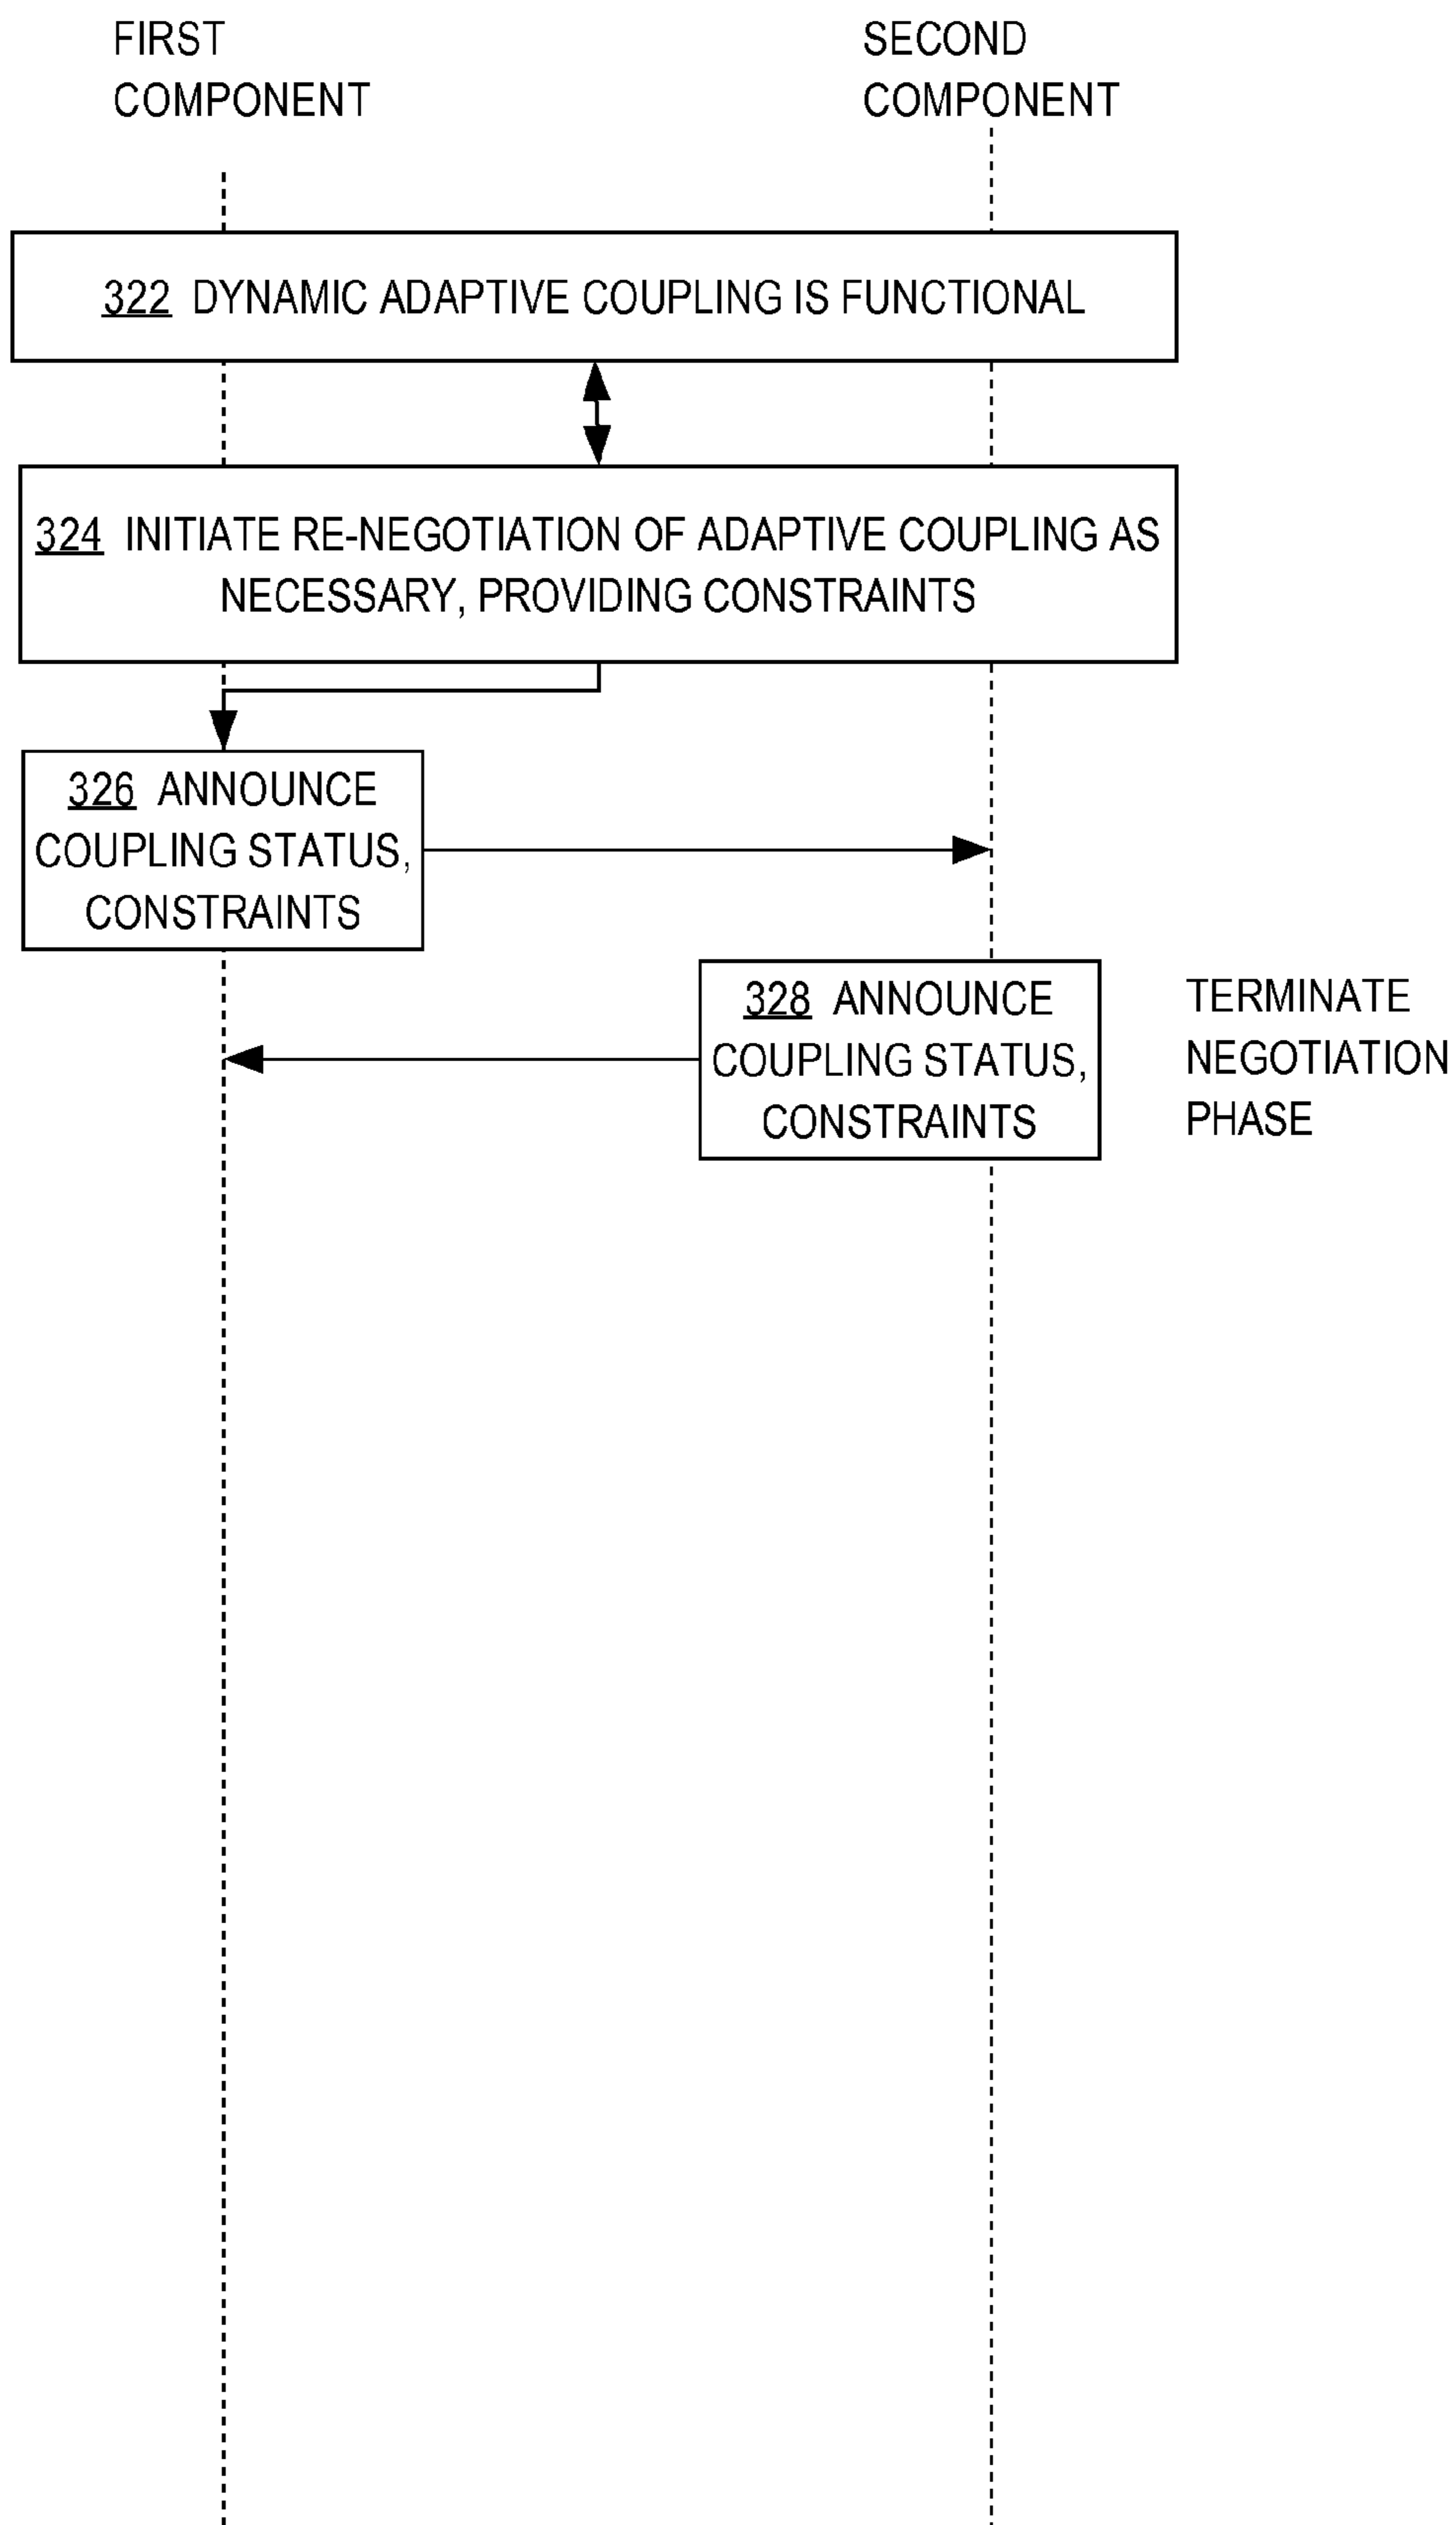 FIRST
COMPONENT
SECOND
COMPONENT
322 DYNAMIC ADAPTIVE COUPLING IS FUNCTIONAL
324 INITIATE RE-NEGOTIATION OF ADAPTIVE COUPLING AS
NECESSARY, PROVIDING CONSTRAINTS
326 ANNOUNCE
COUPLING STATUS,
CONSTRAINTS
328 ANNOUNCE
COUPLING STATUS,
CONSTRAINTS
TERMINATE
NEGOTIATION
PHASE